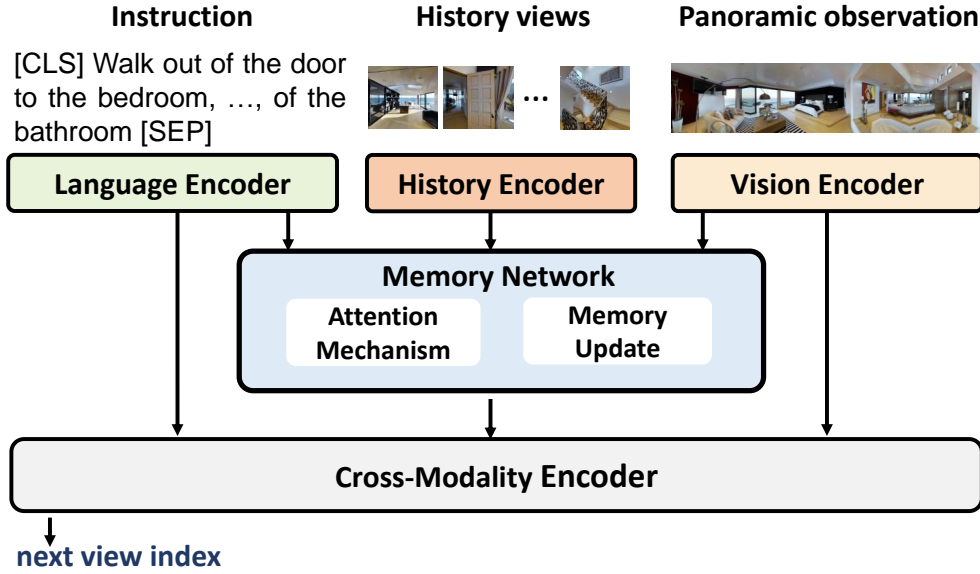 Instruction
History views
Panoramic observation
[CLS] Walk out of the door
to the bedroom, …, of the
bathroom [SEP]
...
Language Encoder
History Encoder
Vision Encoder
Memory Network
Attention
Mechanism
Memory
Update
Cross-Modality Encoder
next view index